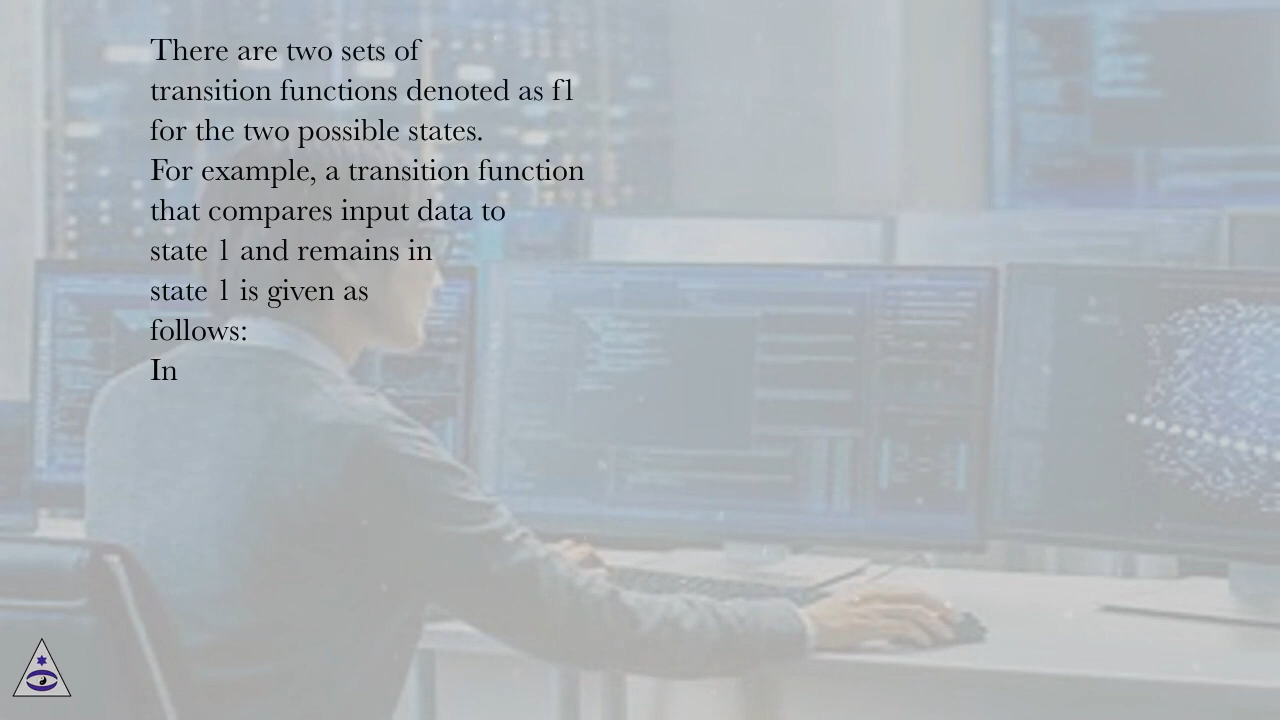 There are two sets of
transition functions denoted as f1
for the two possible states.
For example, a transition function
that compares input data to
state 1 and remains in
state 1 is given as
follows:
In